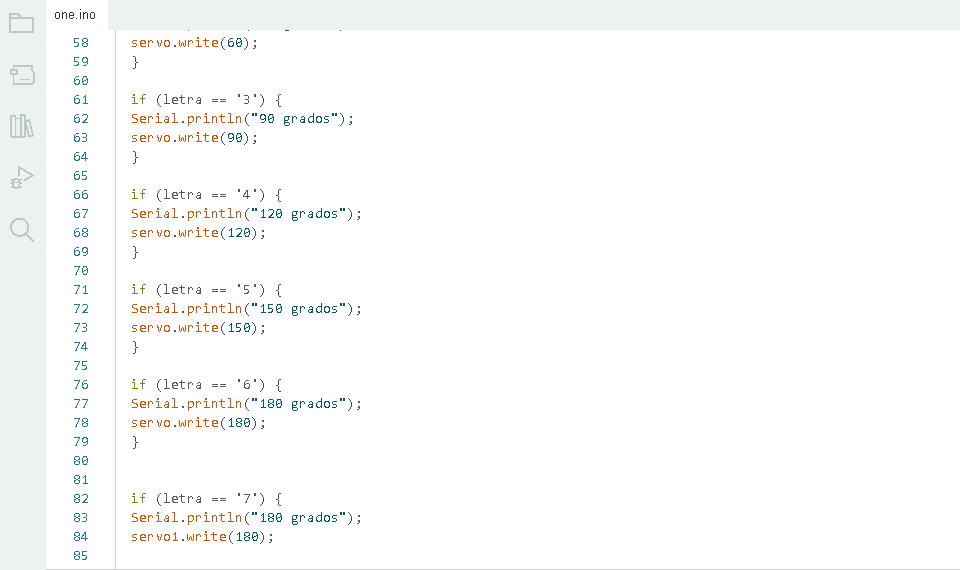 one.ino
58 servo.write(60);
59 }
60
61 if (letra == '3') {
62 Serial.println("90 grados");
63 servo.write(90);
64 }
65
66 if (letra == '4') {
67 Serial.println("120 grados");
68 servo.write(120);
69 }
70
71 if (letra == '5') {
72 Serial.println("150 grados");
73 servo.write(150);
74 }
75
76 if (letra == '6') {
77 Serial.println("180 grados");
78 servo.write(180);
79 }
80
81
82 if (letra == '7') {
83 Serial.println("180 grados");
84 servo1.write(180);
85